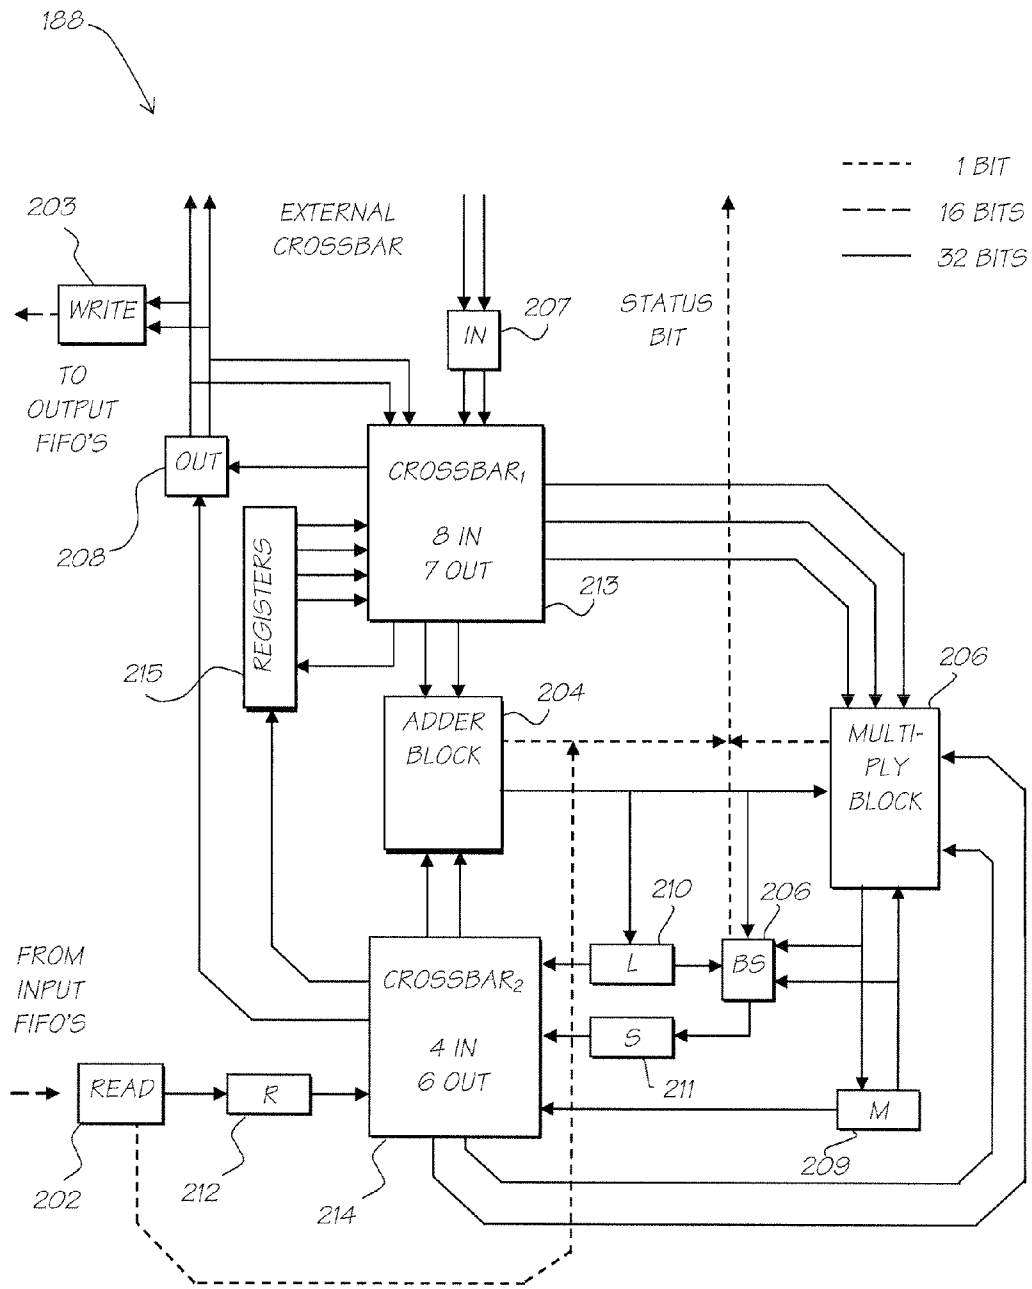 188
1 BIT
16 BITS
32 BITS
203
EXTERNAL
CROSSBAR
WRITE
207
IN
STATUS
BIT
TO
OUTPUT
FIFO'S
OUT
208
CROSSBAR1
8 IN
7 OUT
213
REGISTERS
215
204
ADDER
BLOCK
206
MULTI-
PLY
BLOCK
210
206
L
BS
FROM
INPUT
FIFO'S
CROSSBAR2
4 IN
6 OUT
S
211
READ
R
M
202
212
214
209